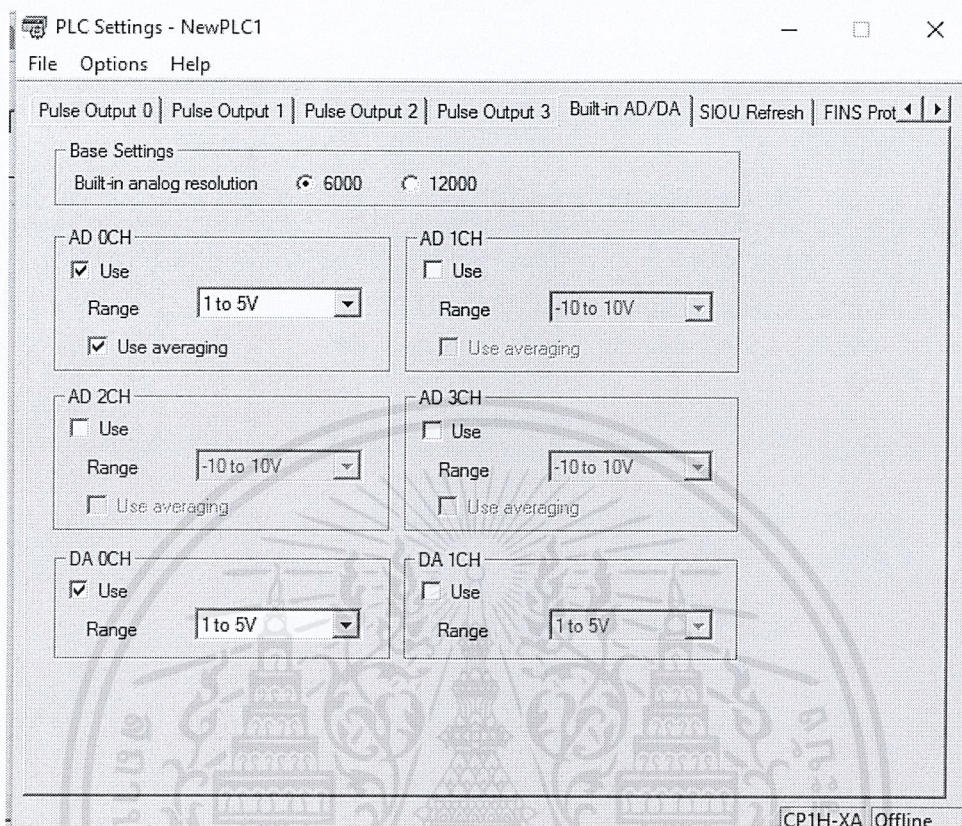 PLC Settings - NewPLC1
File Options Help
Pulse Output 0 Pulse Output 1 Pulse Output 2 Pulse Output 3 Built-in AD/DA SIOU Refresh FINS Prot
Base Settings
Built-in analog resolution 6000 12000
AD 0CH
Use
Range 1 to 5V
Use averaging
AD 1CH
Use
Range -10 to 10V
Use averaging
AD 2CH
Use
Range -10 to 10V
Use averaging
AD 3CH
Use
Range -10 to 10V
Use averaging
DA 0CH
Use
Range 1 to 5V
DA 1CH
Use
Range 1 to 5V
CP1H-XA Offline